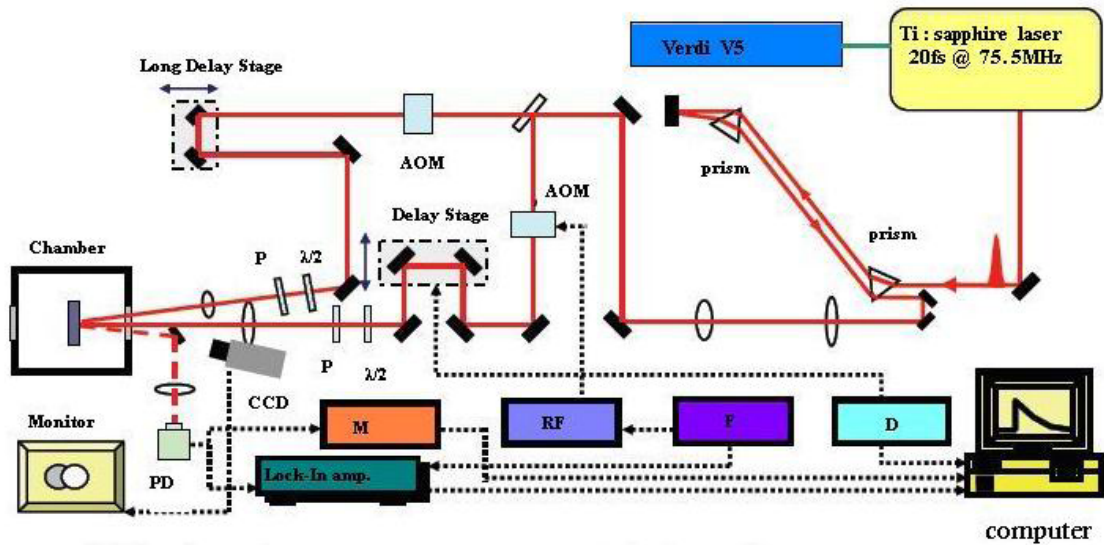 Verdi V5
Ti : sapphire laser
20fs @ 75.5MHz
Long Delay Stage
AOM
prism
AOM
Delay Stage
prism
Chamber
P
λ/2
P
λ/2
CCD
Monitor
PD
M
RF
F
D
Lock-In amp.
computer